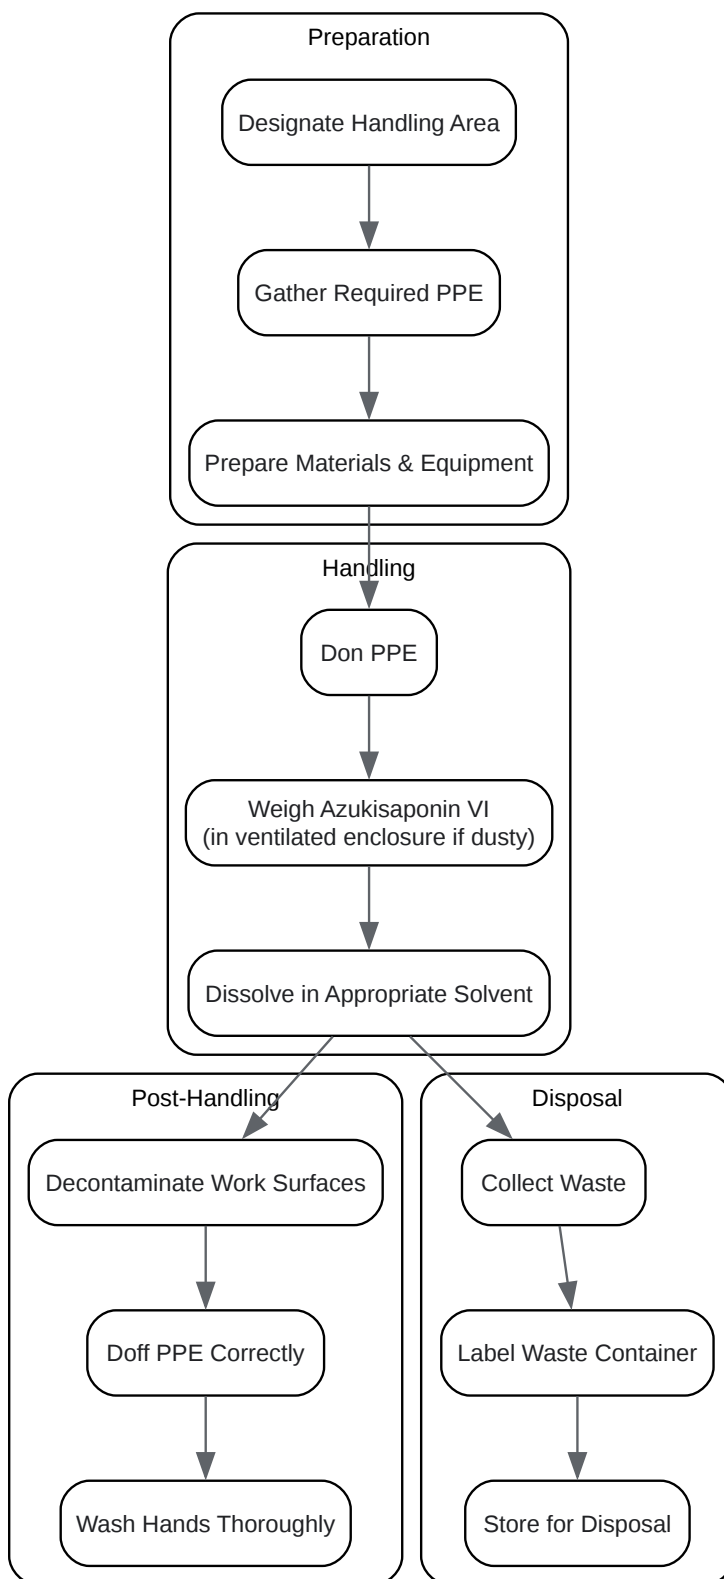 Preparation
Designate Handling Area
Gather Required PPE
Prepare Materials & Equipment
Handling
Don PPE
Weigh Azukisaponin VI
(in ventilated enclosure if dusty)
Dissolve in Appropriate Solvent
Post-Handling
Decontaminate Work Surfaces
Doff PPE Correctly
Wash Hands Thoroughly
Disposal
Collect Waste
Label Waste Container
Store for Disposal